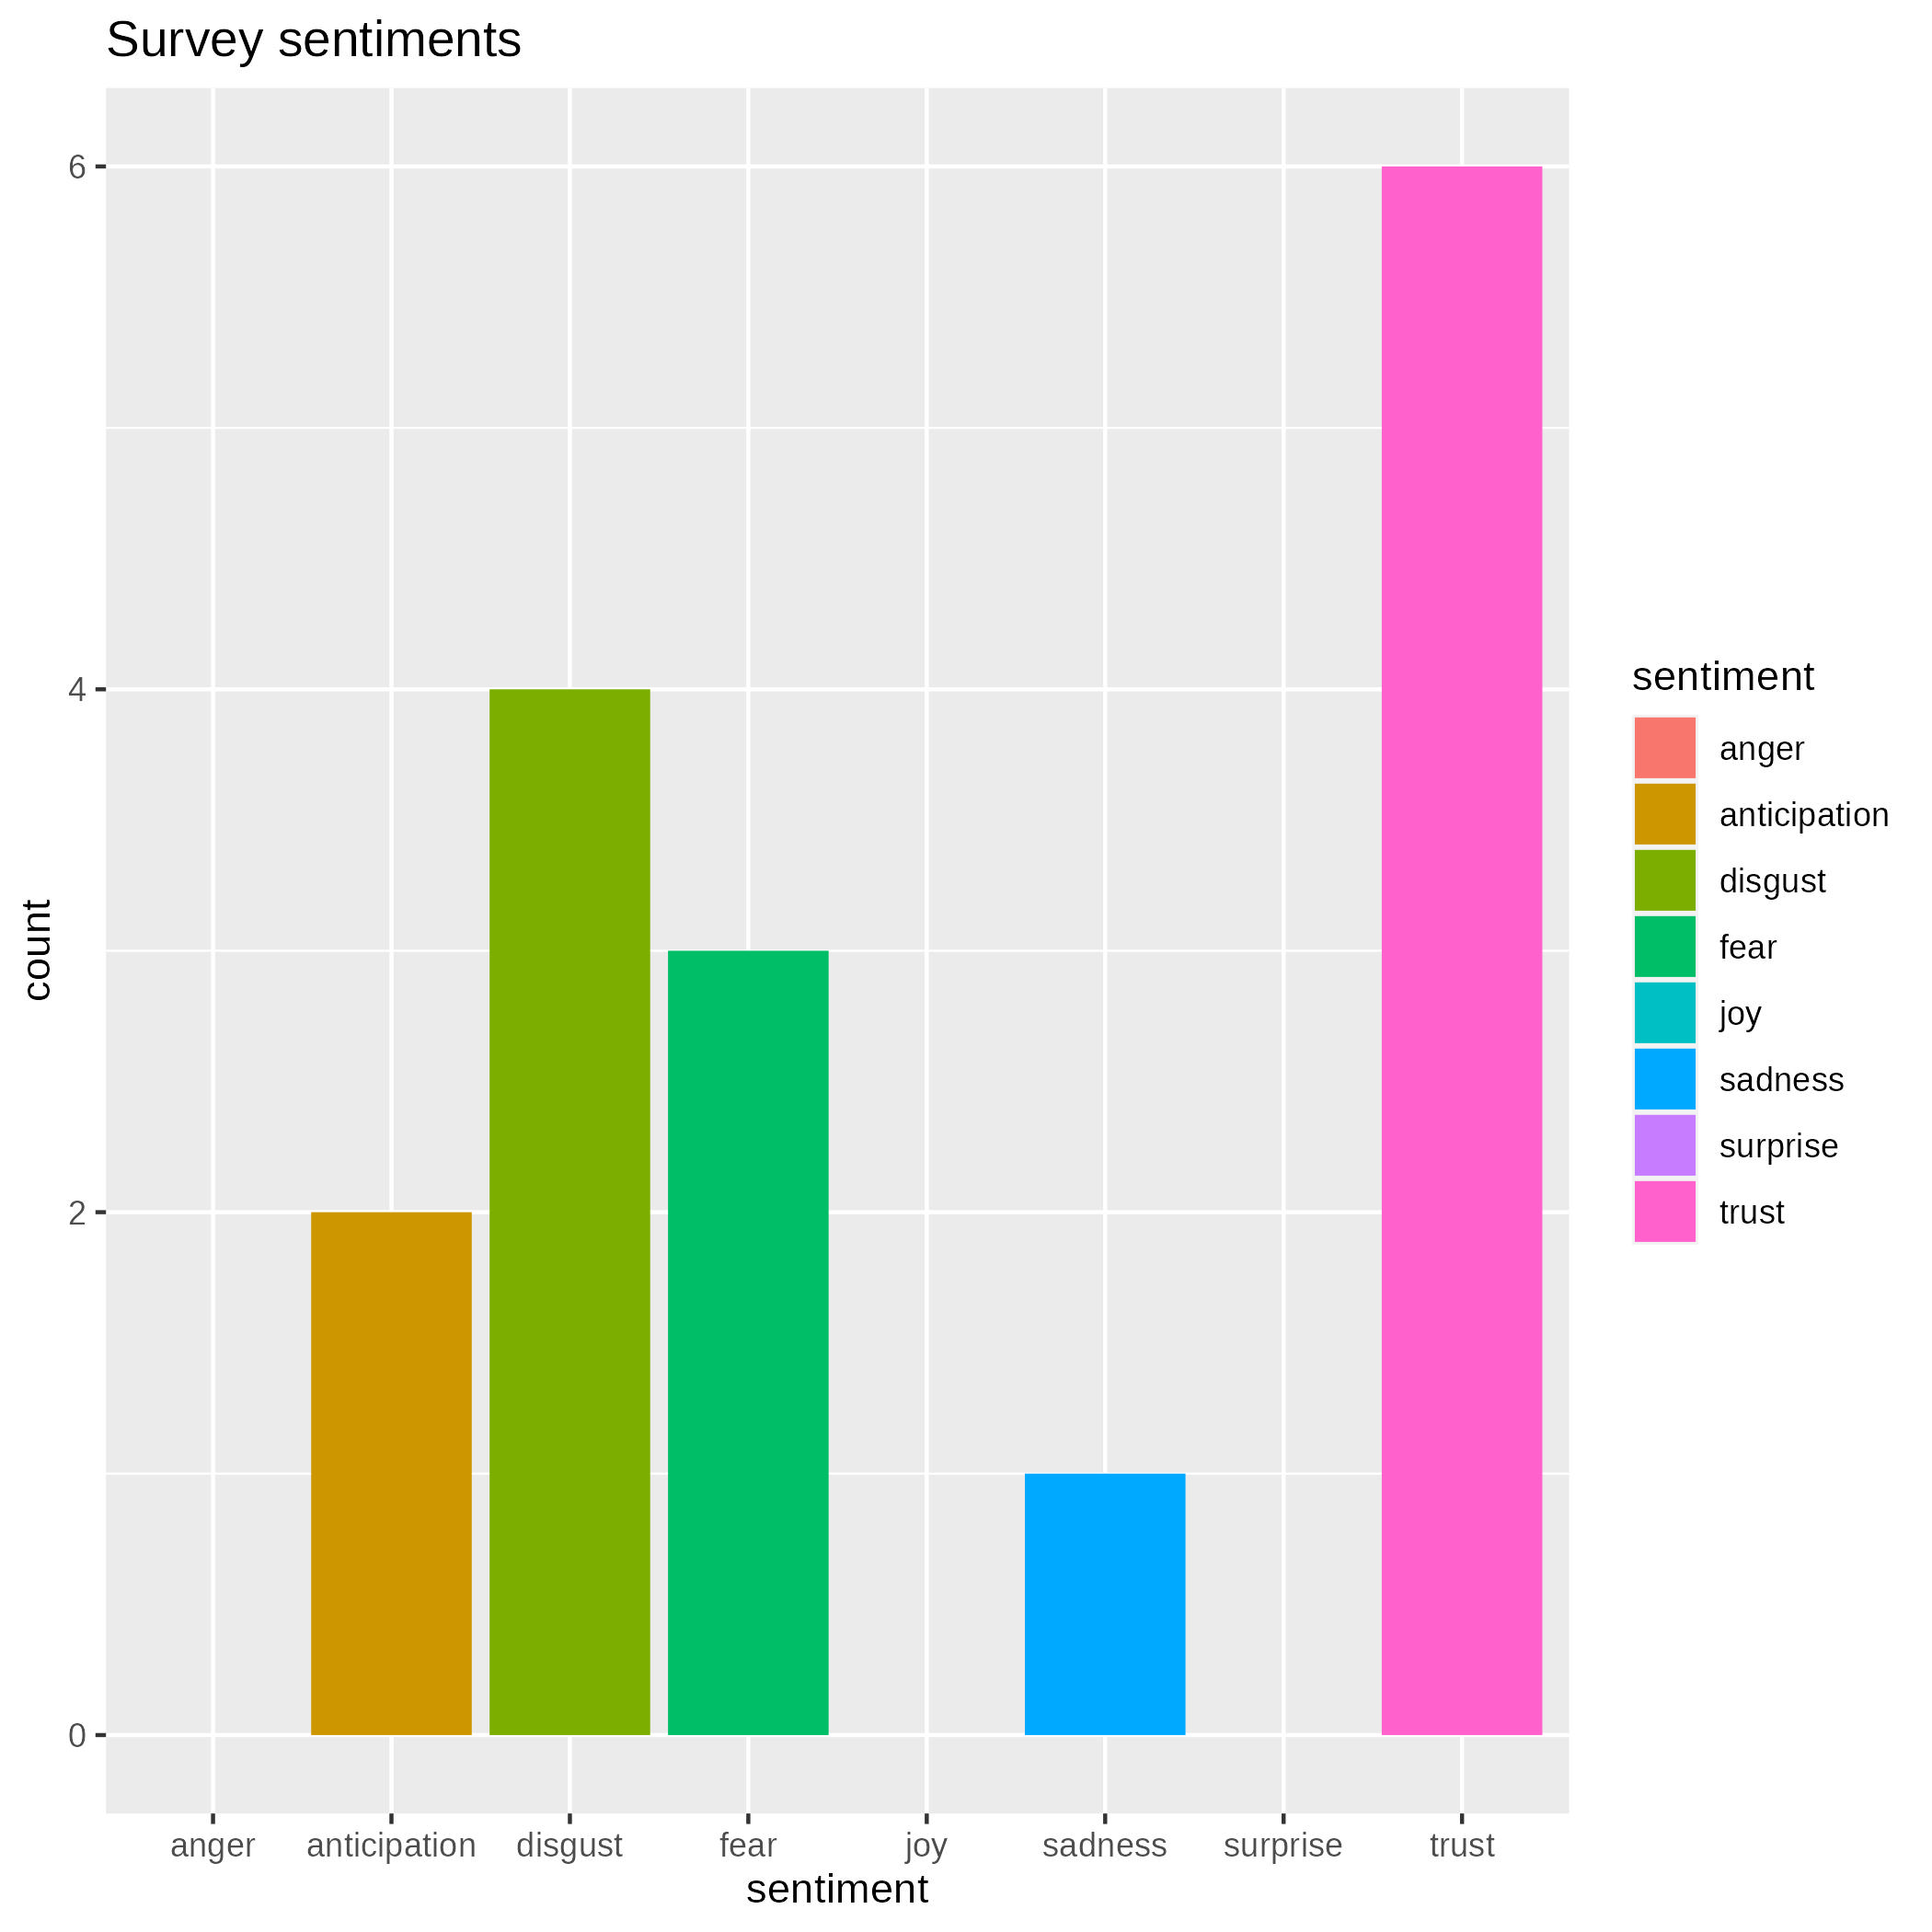 Survey sentiments
6
4
2
0
count
anger
anticipation
disgust
fear
joy
sadness
surprise
trust
sentiment
sentiment
anger
anticipation
disgust
fear
joy
sadness
surprise
trust